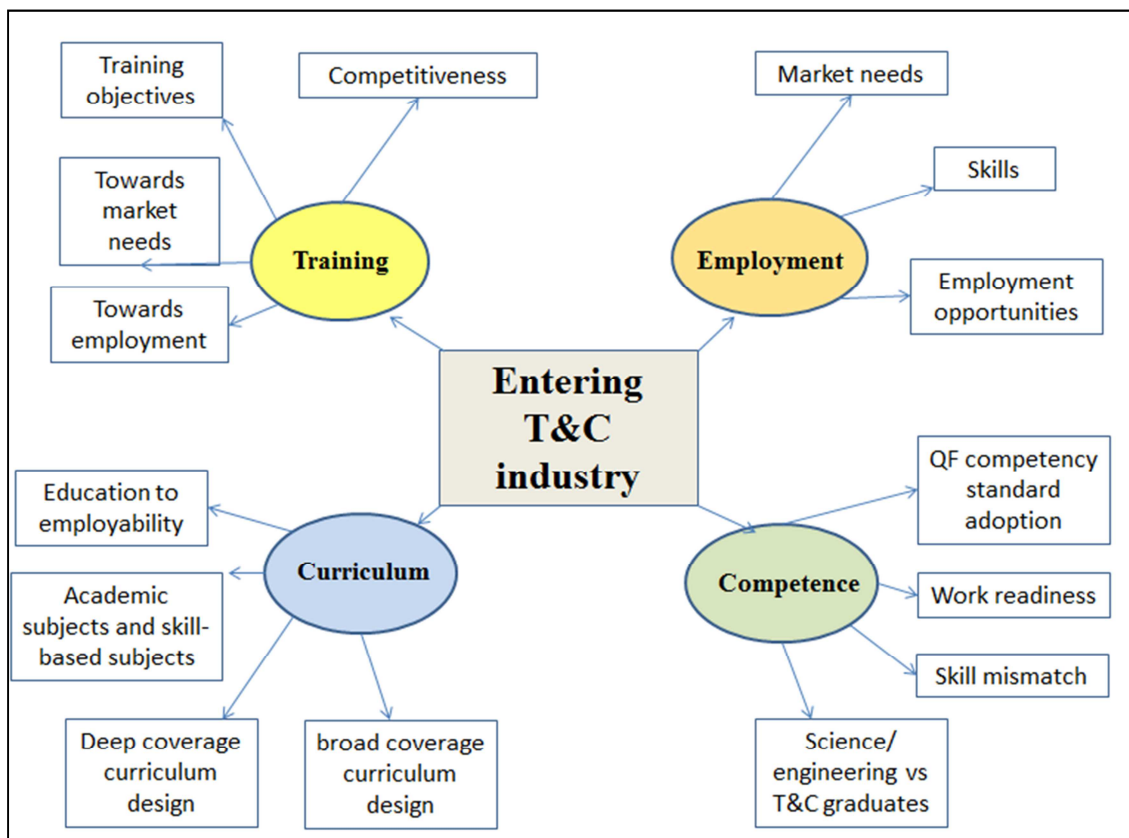 Training
objectives
Competitiveness
Market needs
Towards
market
needs
Skills
Training
Employment
Towards
employment
Employment
opportunities
Entering
T&C
industry
Education to
employability
QF competency
standard
adoption
Curriculum
Competence
Academic
subjects and skill-
based subjects
Work readiness
Skill mismatch
Deep coverage
curriculum
design
broad coverage
curriculum
design
Science/
engineering vs
T&C graduates